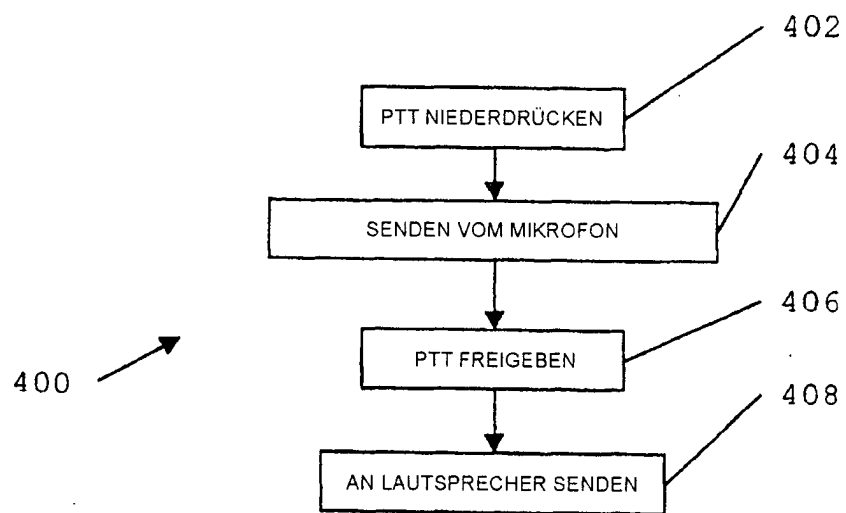 402
PTT NIEDERDRÜCKEN
404
SENDEN VOM MIKROFON
406
PTT FREIGEBEN
400
408
AN LAUTSPRECHER SENDEN